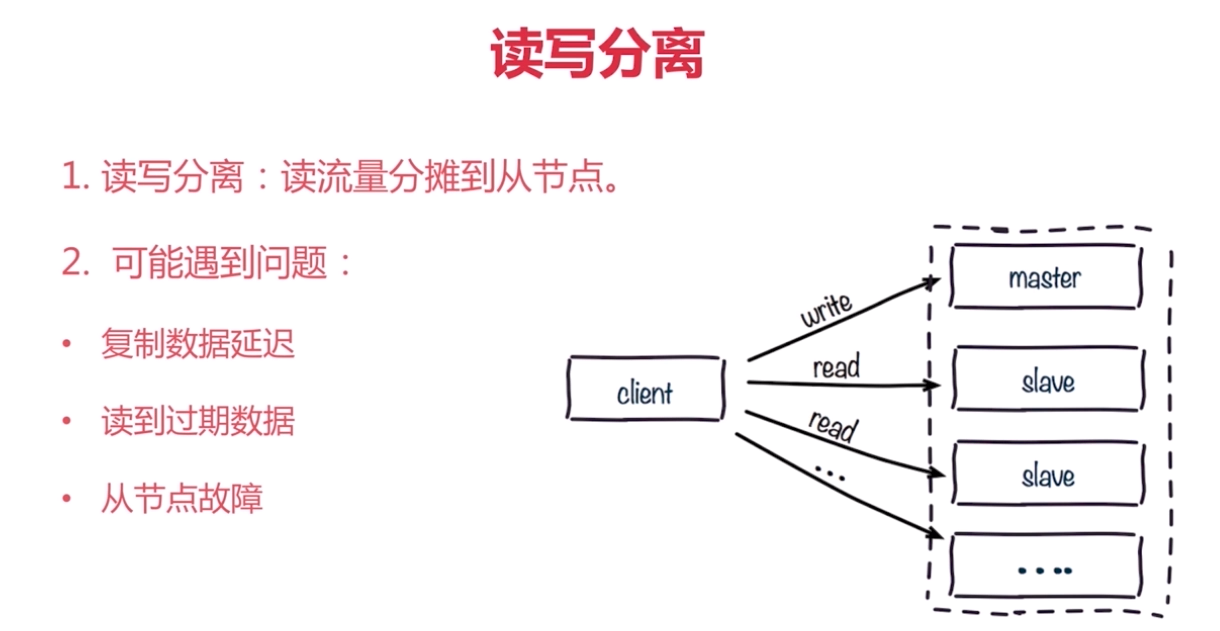 读写分离
1. 读写分离：读流量分摊到从节点。
2. 可能遇到问题：
• 复制数据延迟
• 读到过期数据
• 从节点故障
client
write
read
read
...
master
slave
slave
....